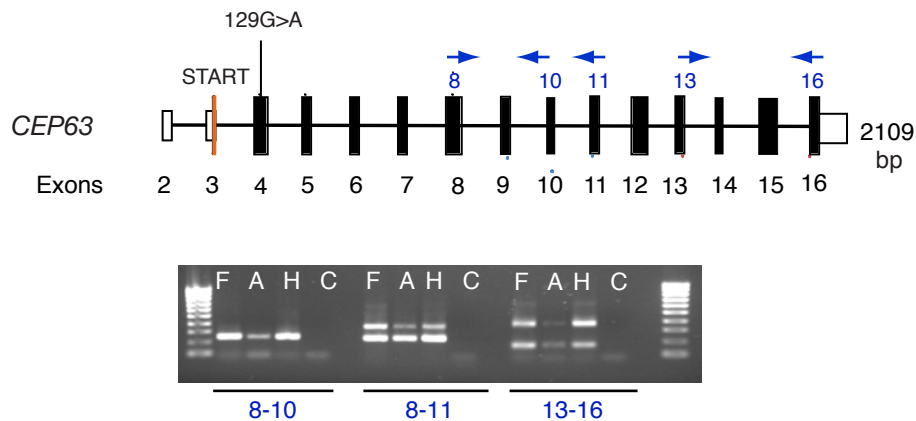 129G>A
START
8 10 11 13 16
CEP63
2109
bp
Exons 2 3 4 5 6 7 8 9 10 11 12 13 14 15 16
F A H C F A H C F A H C
8-10 8-11 13-16